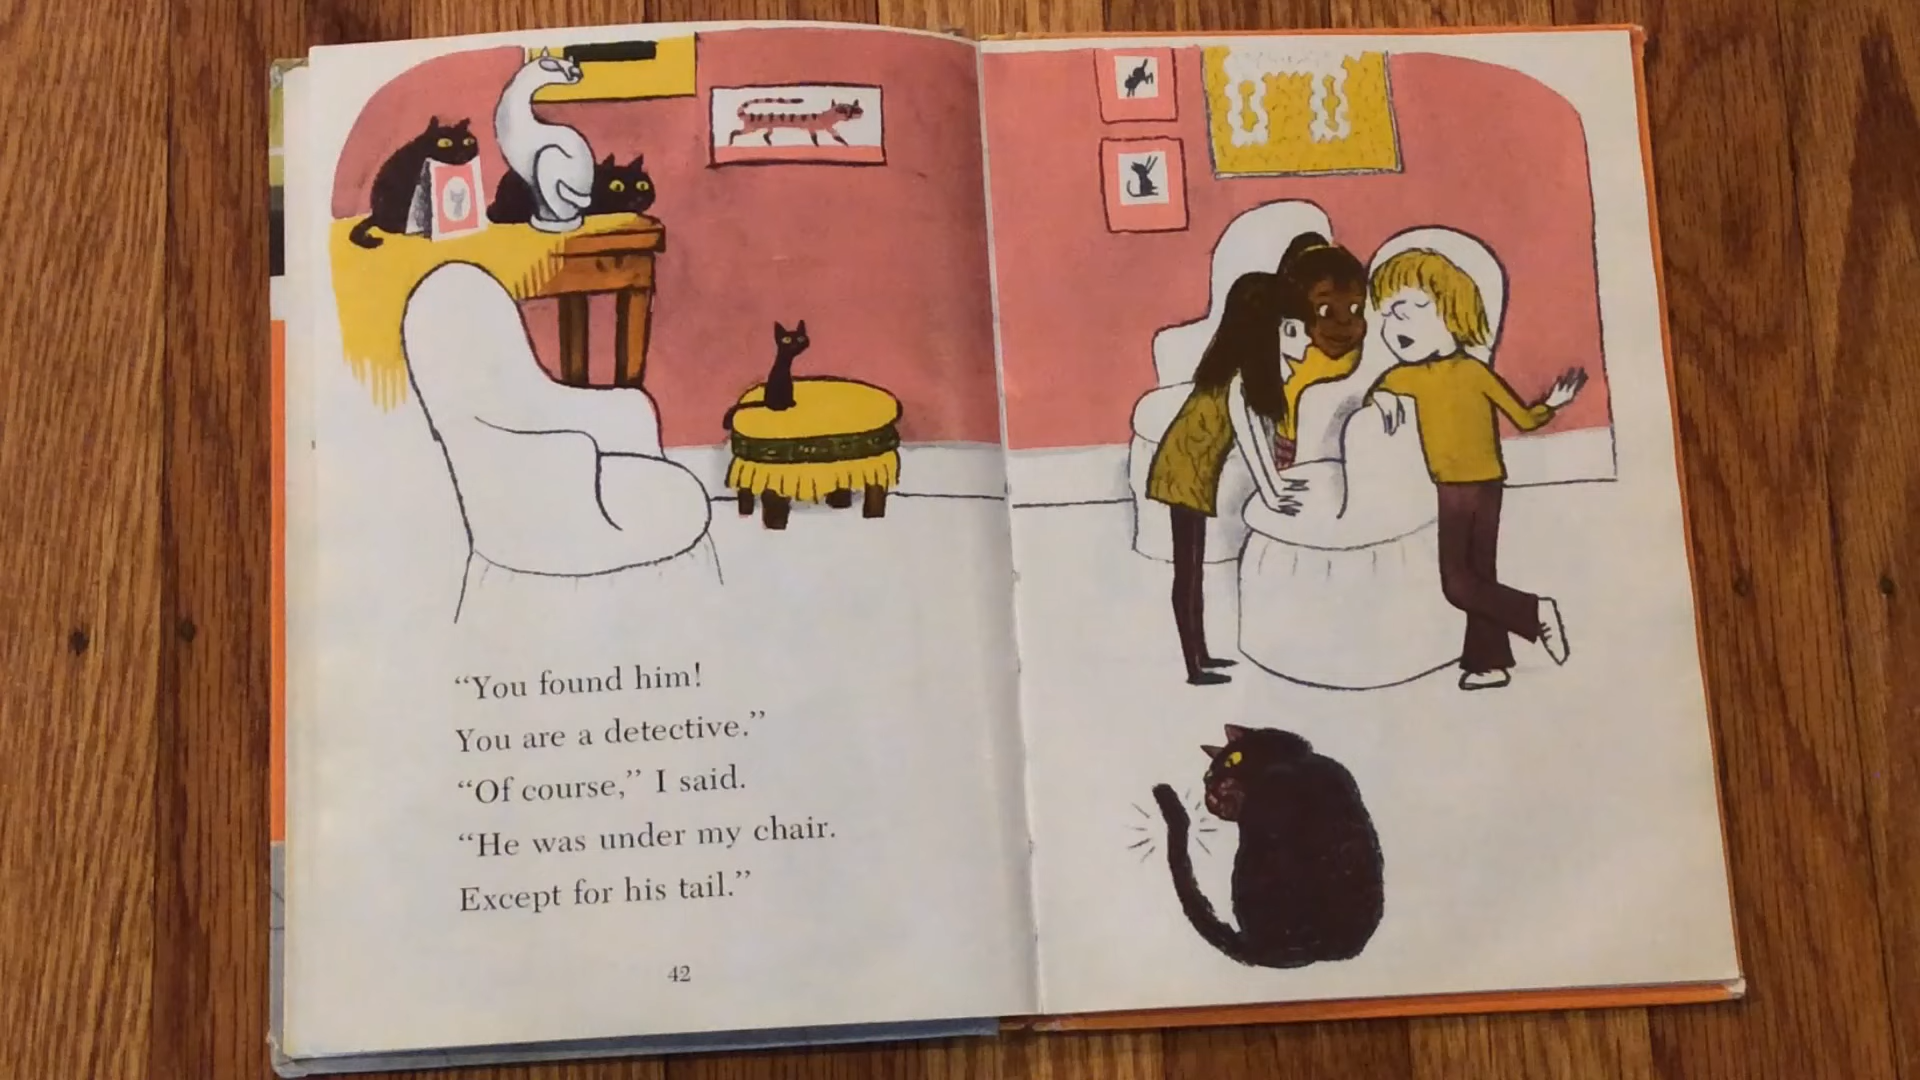 “You found him!
You are a detective.”
“Of course,” I said.
“He was under my chair.
Except for his tail.”
42